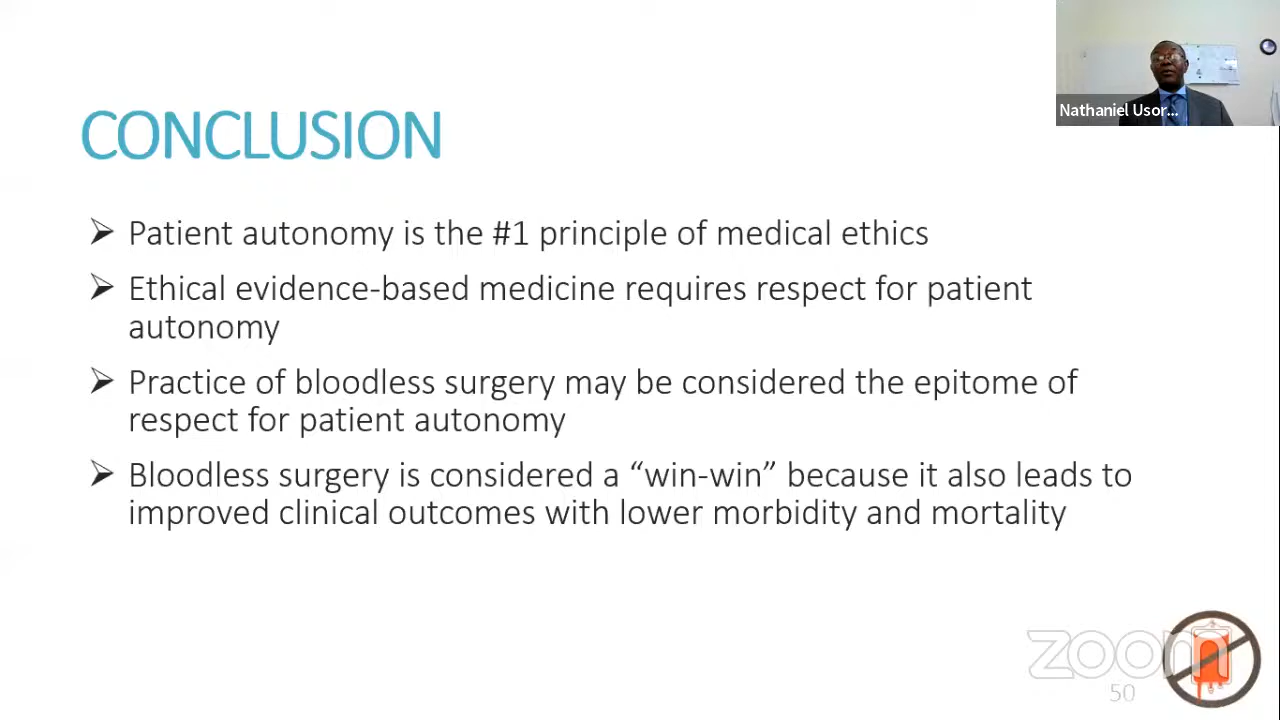 Nathaniel Usor...
CONCLUSION
➢ Patient autonomy is the #1 principle of medical ethics
➢ Ethical evidence-based medicine requires respect for patient
autonomy
➢ Practice of bloodless surgery may be considered the epitome of
respect for patient autonomy
➢ Bloodless surgery is considered a “win-win” because it also leads to
improved clinical outcomes with lower morbidity and mortality
zoom
50